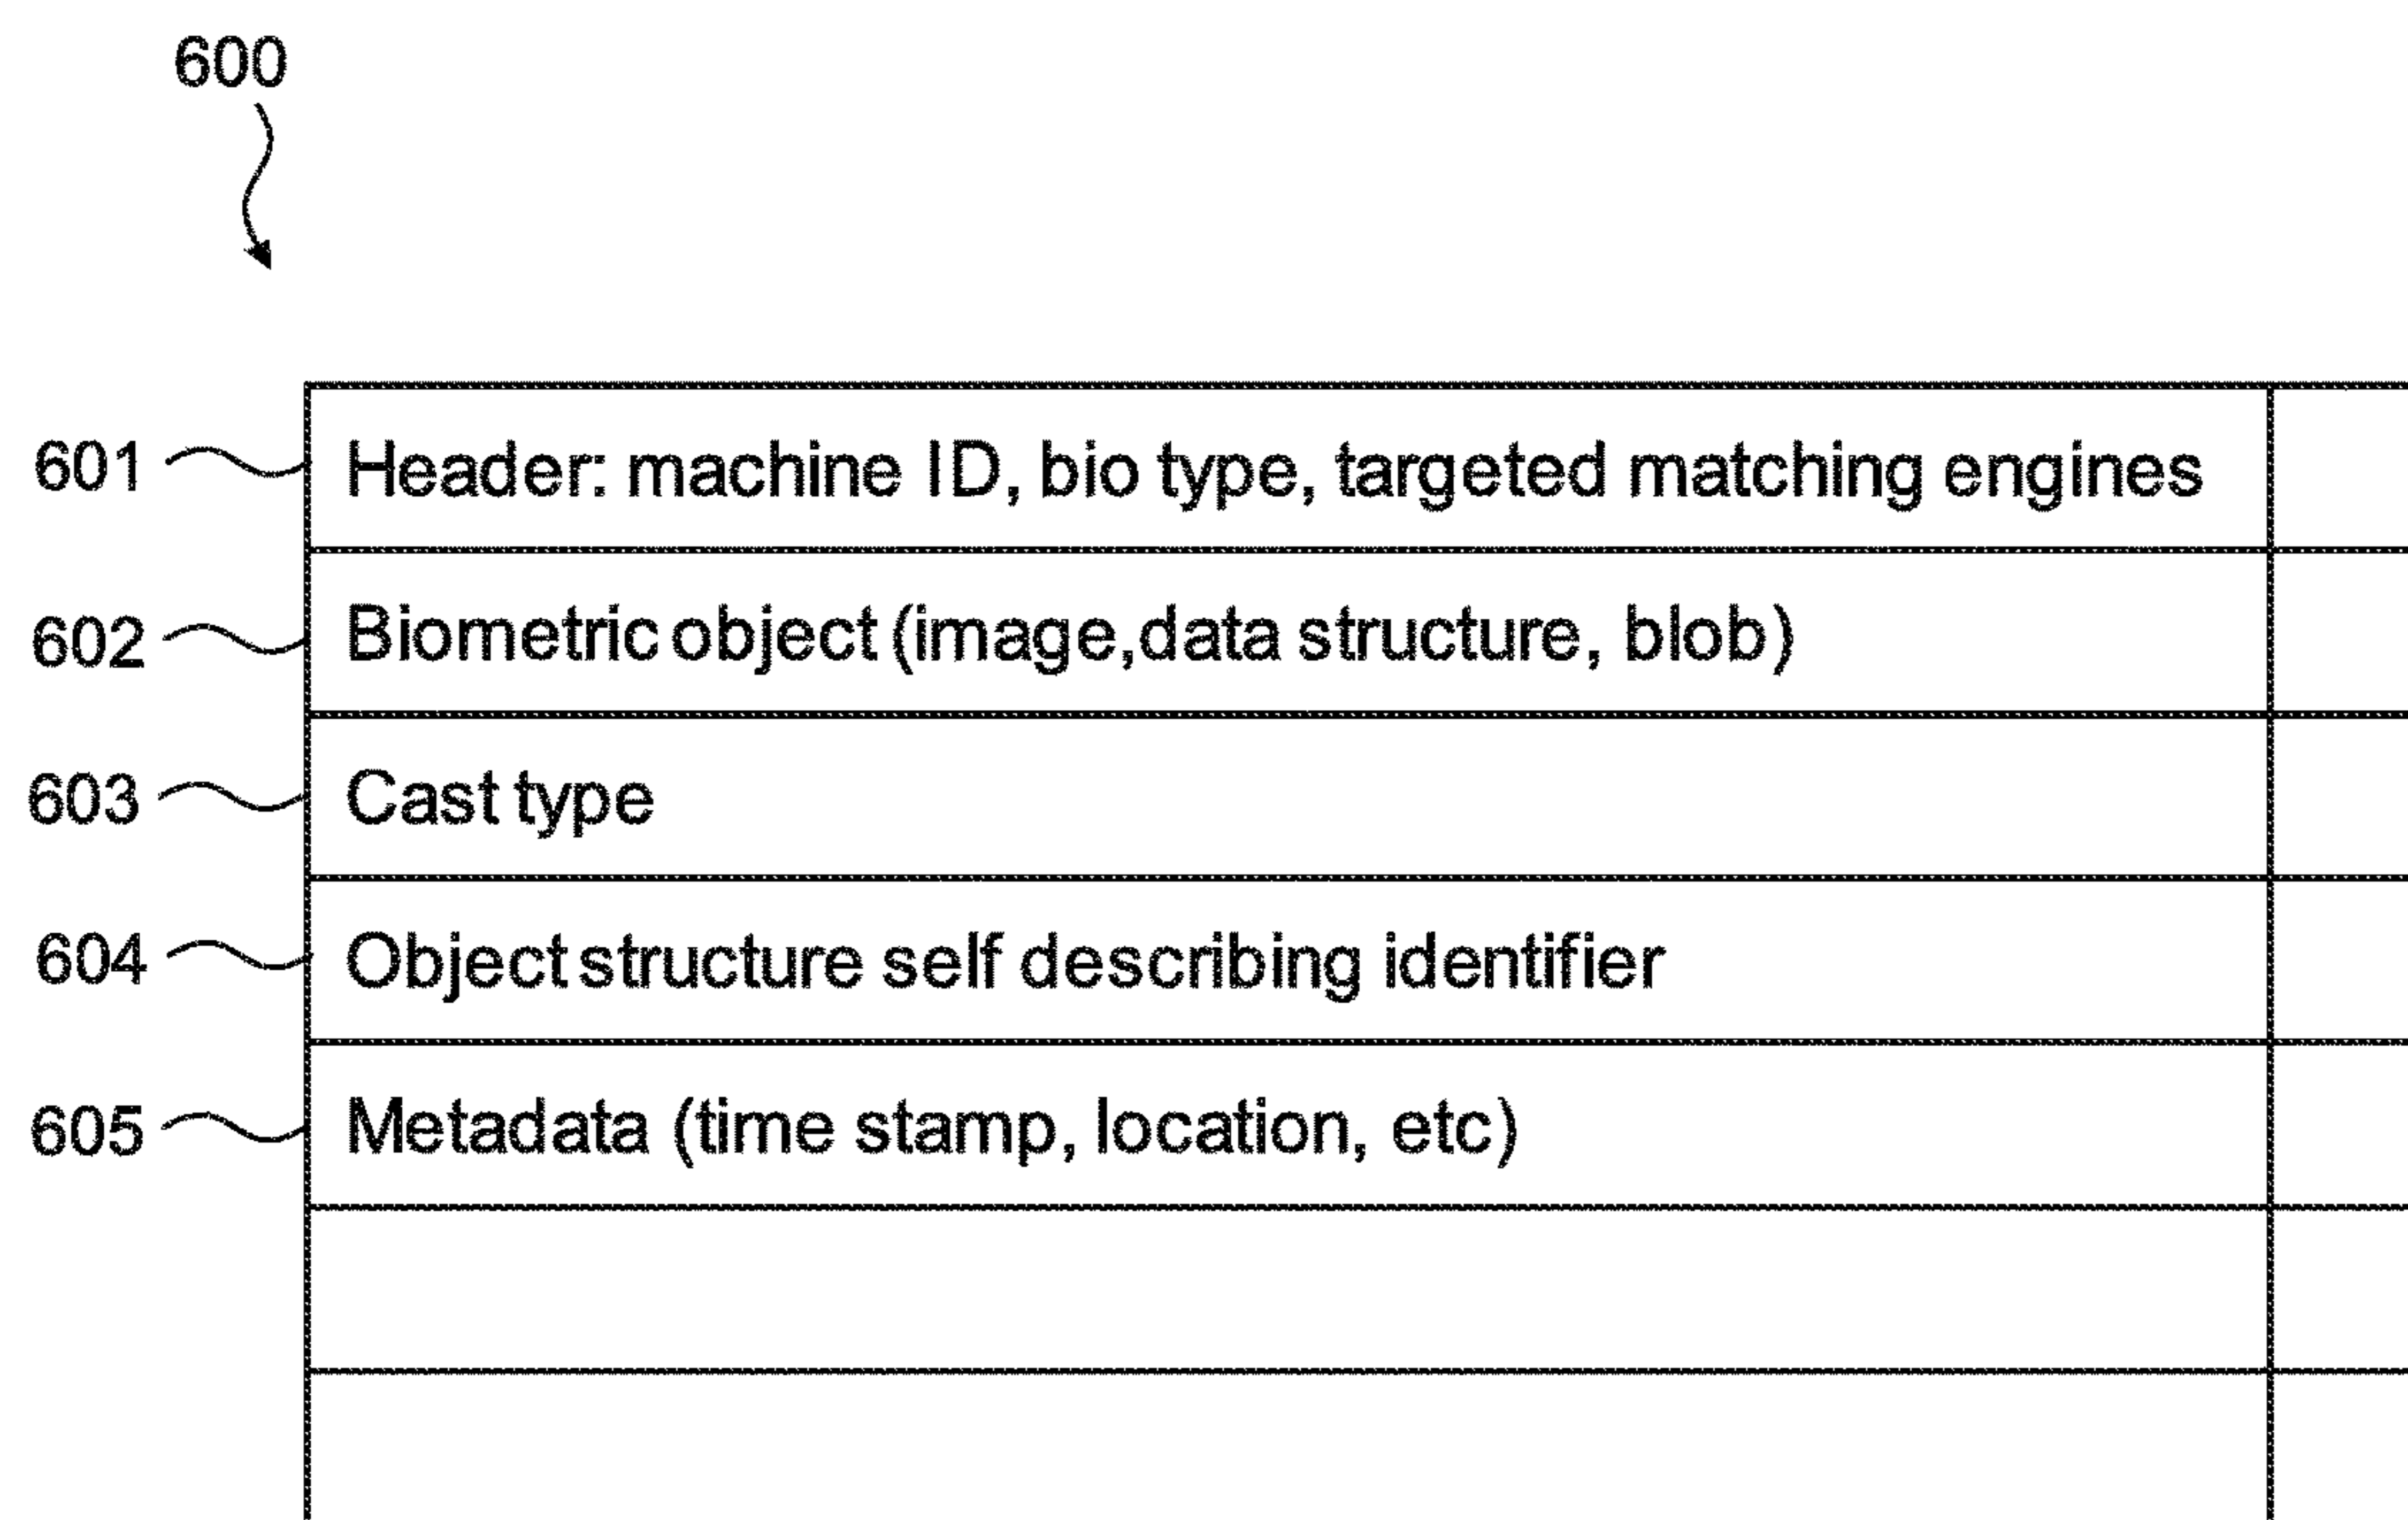 600
601 Header: machine ID, bio type, targeted matching engines
602 Biometric object (image,data structure, blob)
603 Cast type
604 Object structure self describing identifier
605 Metadata (time stamp, location, etc)